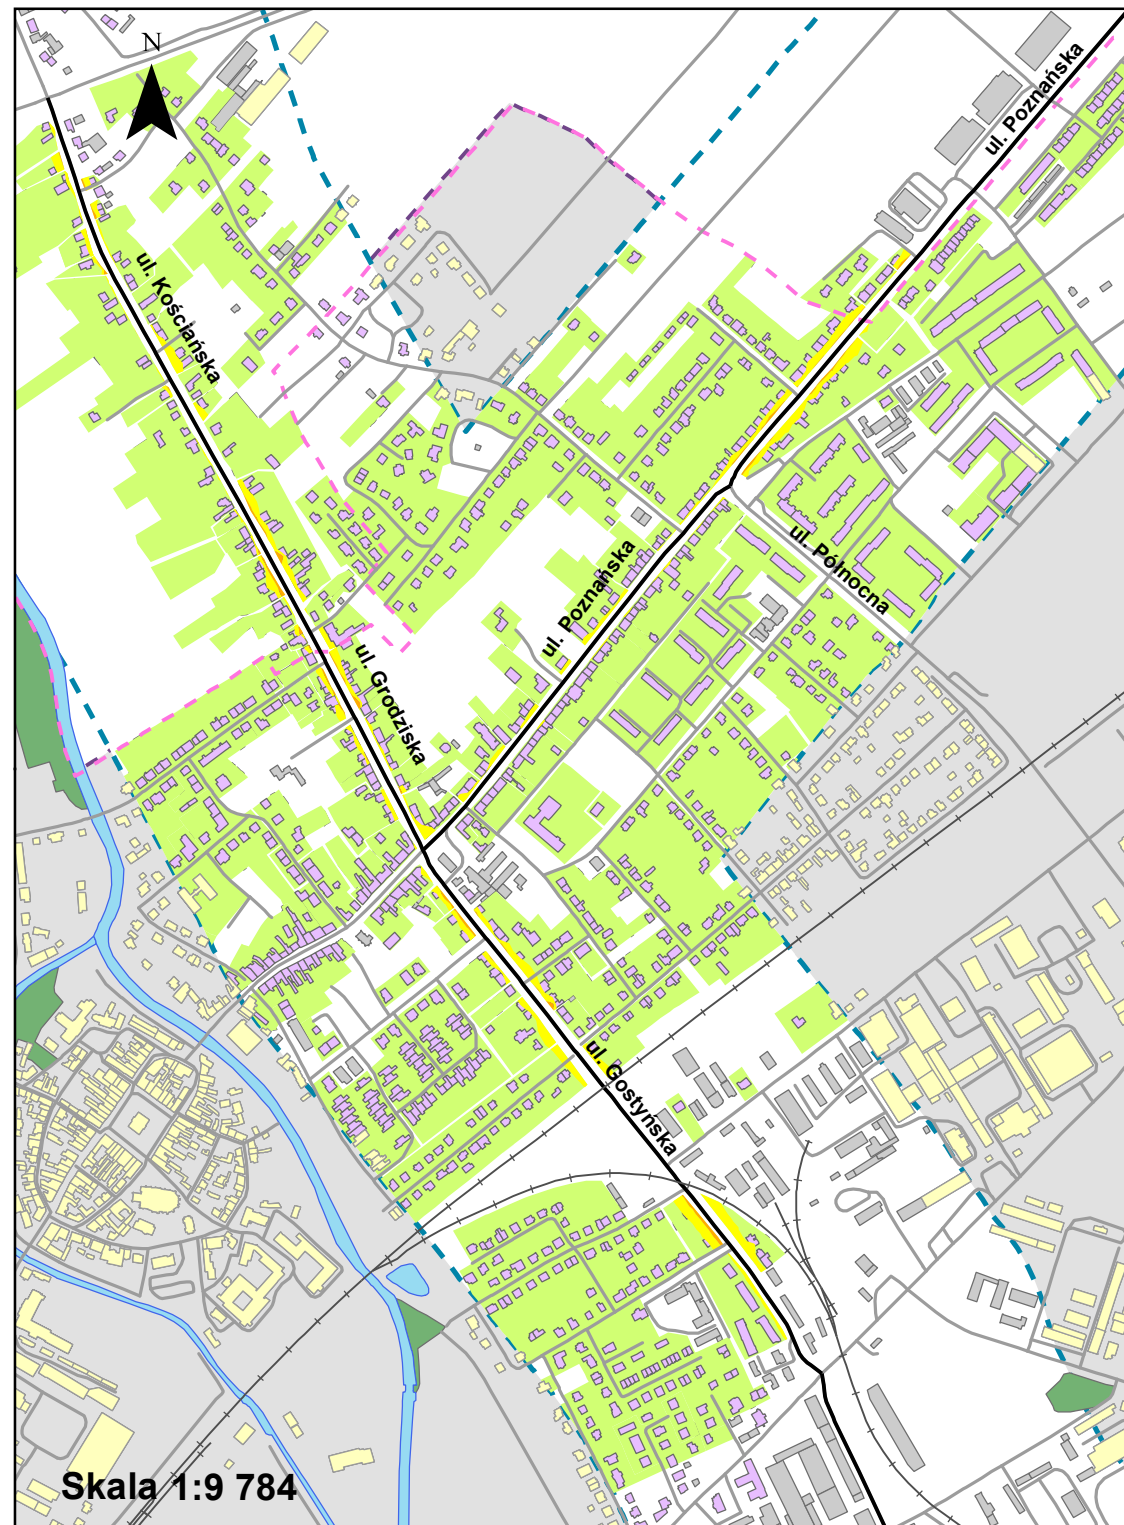 N
ul. Poznańska
ul. Kościańska
ul. Północna
ul. Poznańska
ul. Grodziska
ul. Gostyńska
Skala 1:9 784